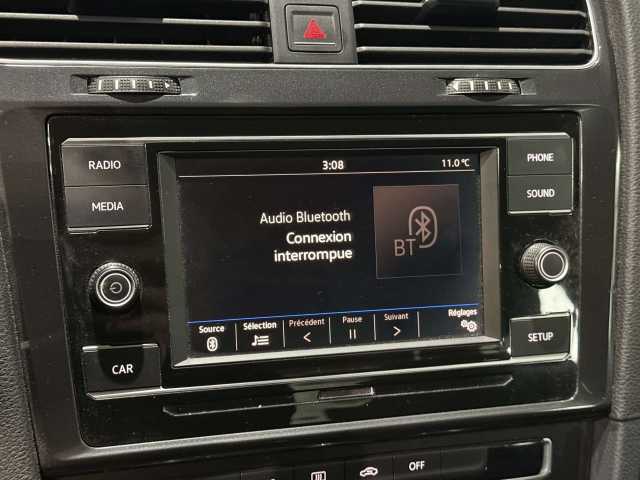 RADIO
MEDIA
CAR
PHONE
SOUND
SETUP
3:08
11.0 °C
Audio Bluetooth
Connexion
interrompue
BT
Source
Sélection
Précédent
Pause
Suivant
Réglages
OFF